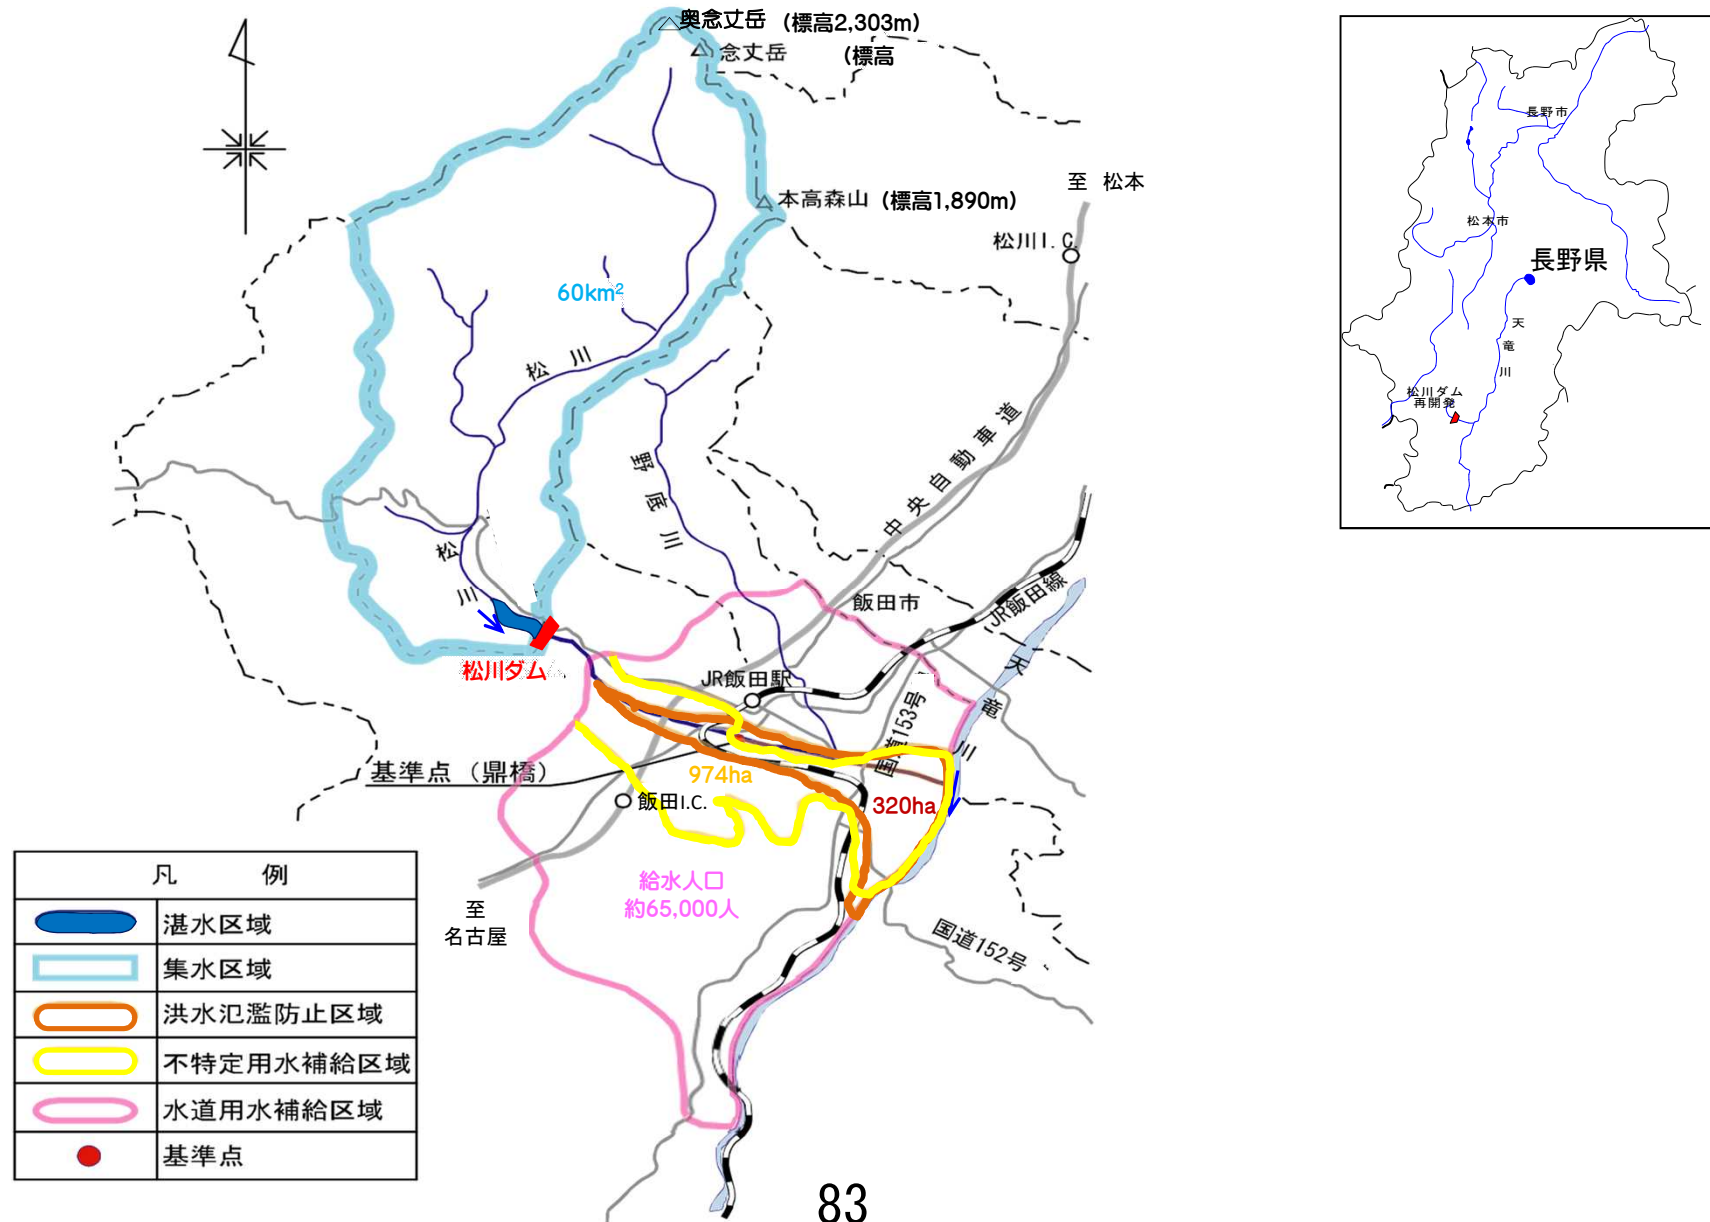 奥念丈岳 (標高2,303m)
念丈岳 (標高
本高森山 (標高1,890m)
至 松本
松川I.C.
60km²
松 川
野 底 川
中 央 自 動 車 道
松
川
飯田市
JR飯田線
松川ダム
JR飯田駅
国道153号
天
竜
川
基準点 (鼎橋)
974ha
飯田I.C.
320ha
給水人口
約65,000人
至
名古屋
国道152号
凡 例
湛水区域
集水区域
洪水氾濫防止区域
不特定用水補給区域
水道用水補給区域
基準点
83
長野市
松本市
長野県
天
竜
川
松川ダム
再開発